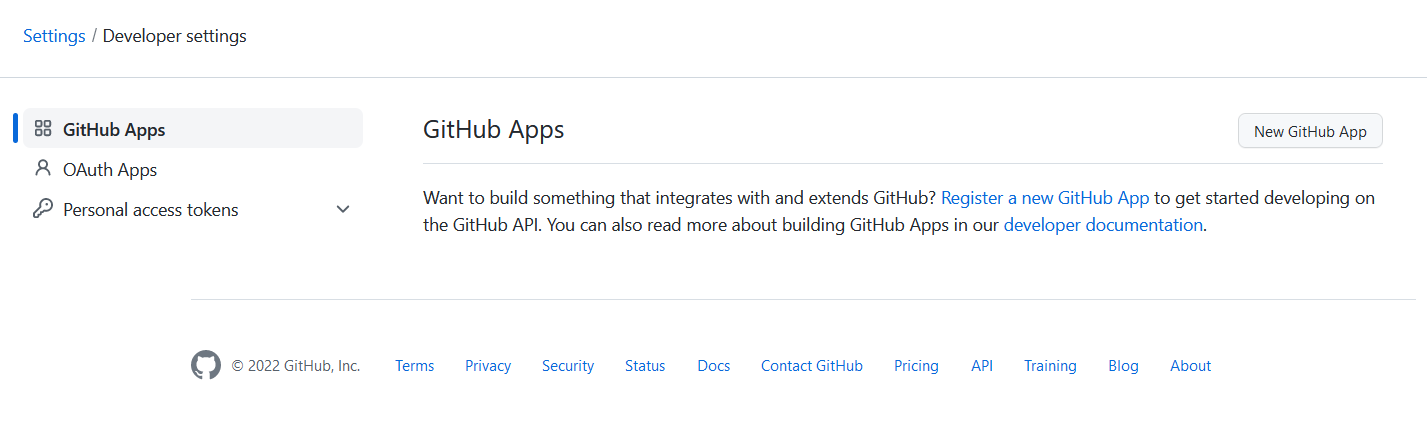 Settings / Developer settings
GitHub Apps
OAuth Apps
Personal access tokens
GitHub Apps
New GitHub App
Want to build something that integrates with and extends GitHub? Register a new GitHub App to get started developing on
the GitHub API. You can also read more about building GitHub Apps in our developer documentation.
© 2022 GitHub, Inc. Terms Privacy Security Status Docs Contact GitHub Pricing API Training Blog About